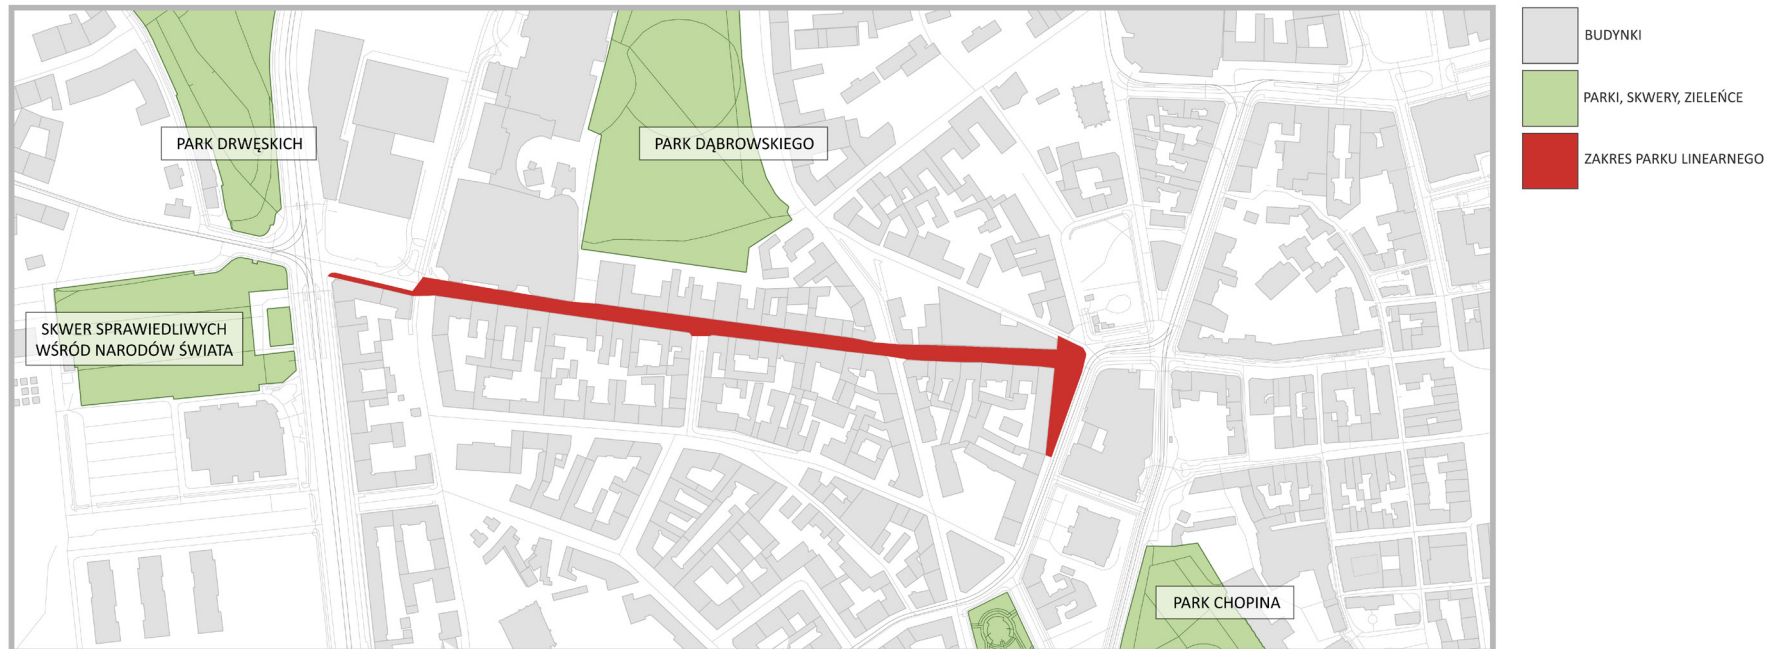 BUDYNKI
PARKI, SKWERY, ZIELEŃCE
PARK DRWĘSKICH
PARK DĄBROWSKIEGO
ZAKRES PARKU LINEARNEGO
SKWER SPRAWIEDLIWYCH
WŚRÓD NARODÓW ŚWIATA
PARK CHOPINA